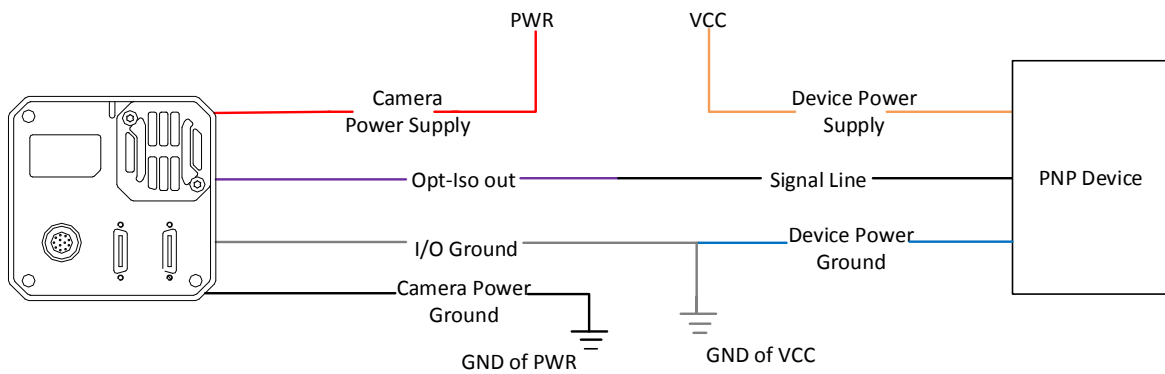 PWR
VCC
Camera
Power Supply
Device Power
Supply
Opt-Iso out
Signal Line
PNP Device
I/O Ground
Device Power
Ground
Camera Power
Ground
GND of PWR
GND of VCC